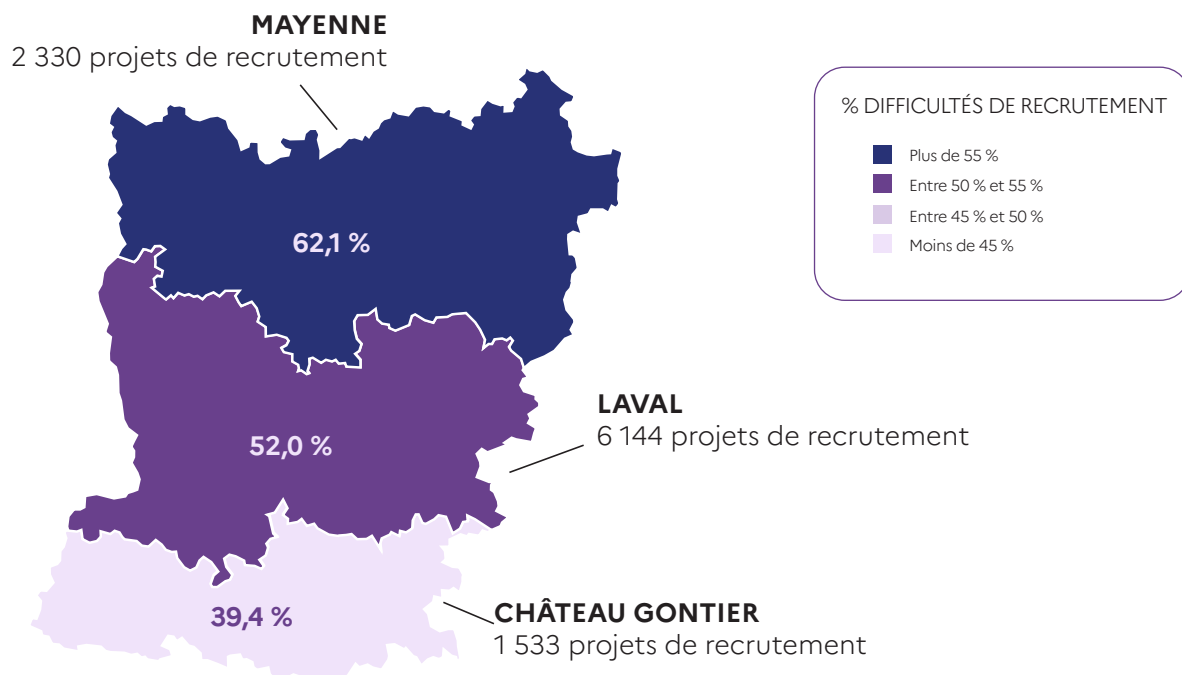 MAYENNE
2 330 projets de recrutement
% DIFFICULTÉS DE RECRUTEMENT
Plus de 55 %
Entre 50 % et 55 %
Entre 45 % et 50 %
Moins de 45 %
62,1 %
LAVAL
6 144 projets de recrutement
52,0 %
39,4 %
CHÂTEAU GONTIER
1 533 projets de recrutement